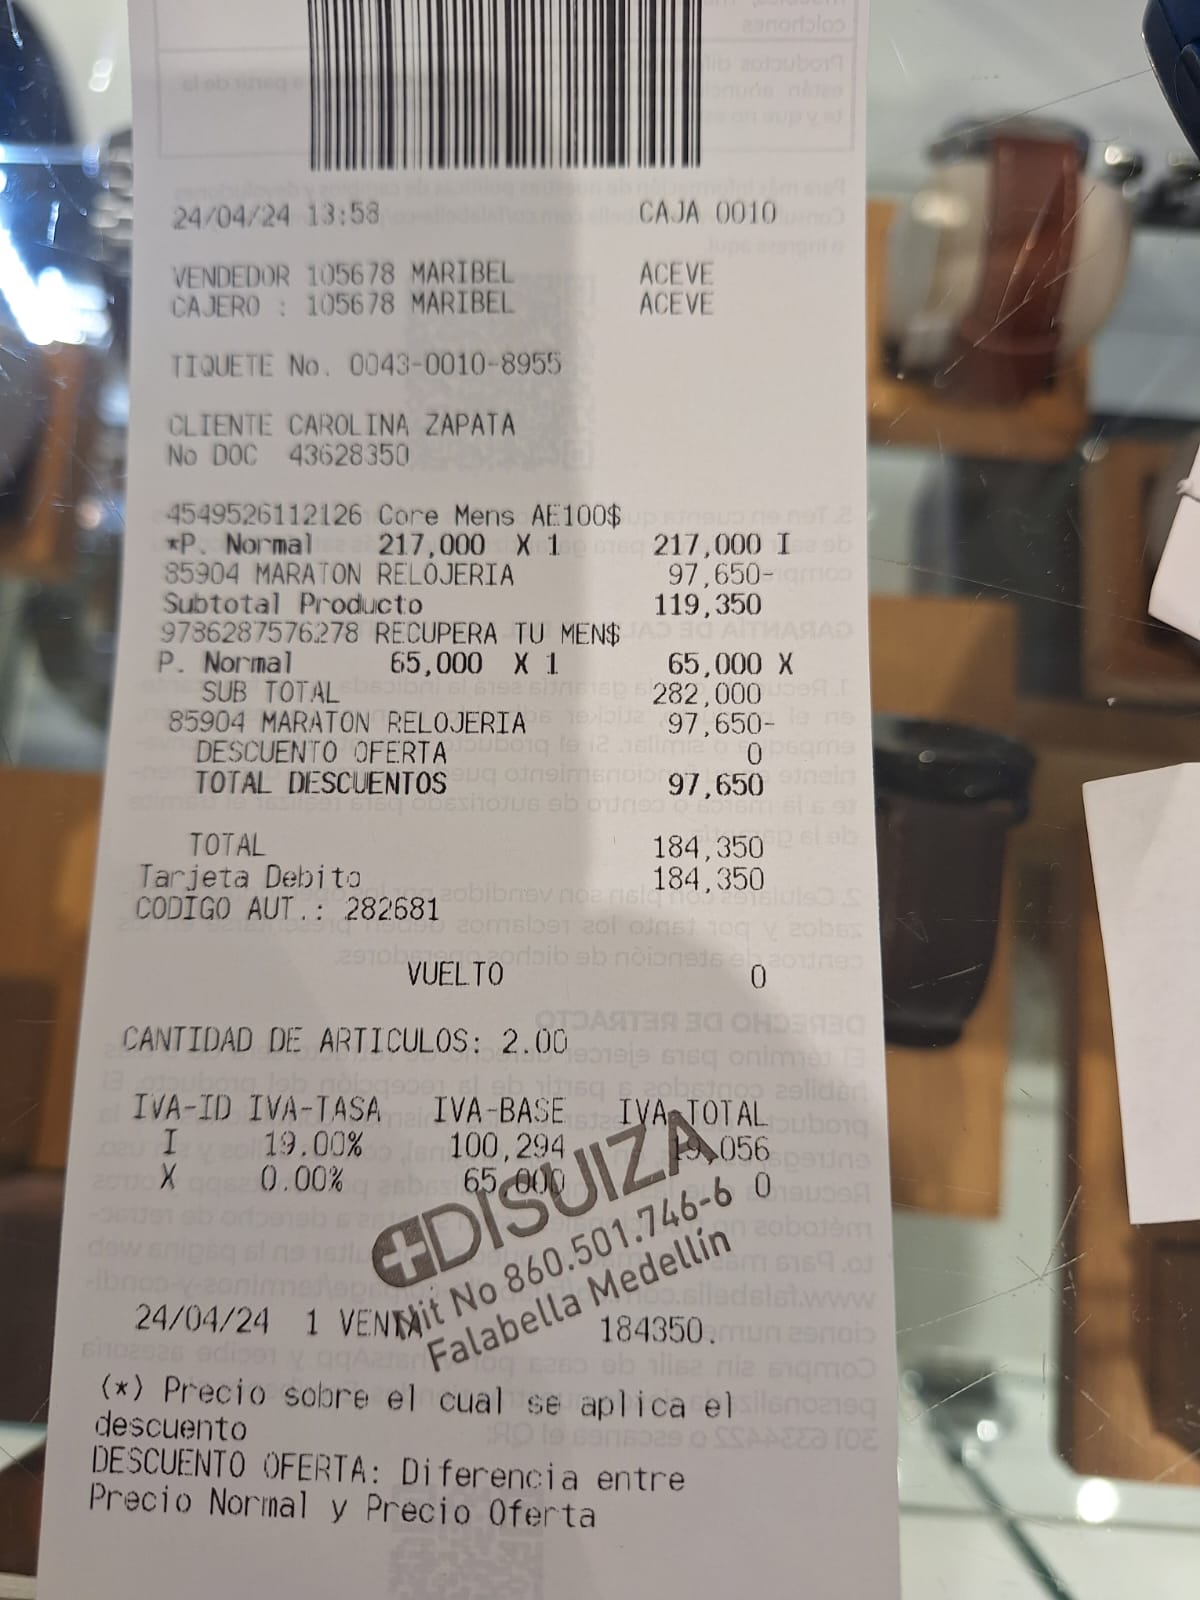 24/04/24 13:58 CAJA 0010
VENDEDOR 105678 MARIBEL ACEVE
CAJERO : 105678 MARIBEL ACEVE
TIQUETE No. 0043-0010-8955
CLIENTE CAROLINA ZAPATA
No DOC 43628350
4549526112126 Core Mens AE100$
*P. Normal 217,000 X 1 217,000 I
85904 MARATON RELOJERIA 97,650-
Subtotal Producto 119,350
9786287576278 RECUPERA TU MEN$
P. Normal 65,000 X 1 65,000 X
SUB TOTAL 282,000
85904 MARATON RELOJERIA 97,650-
DESCUENTO OFERTA 0
TOTAL DESCUENTOS 97,650
TOTAL 184,350
Tarjeta Debito 184,350
CODIGO AUT.: 282681
VUELTO 0
CANTIDAD DE ARTICULOS: 2.00
IVA-ID IVA-TASA IVA-BASE IVA-TOTAL
I 19.00% 100,294 19,056
X 0.00% 65,000 0
DISUIZA
Nit No 860.501.746-6
Falabella Medellín
24/04/24 1 VENTA 184350.
(*) Precio sobre el cual se aplica el
descuento
DESCUENTO OFERTA: Diferencia entre
Precio Normal y Precio Oferta